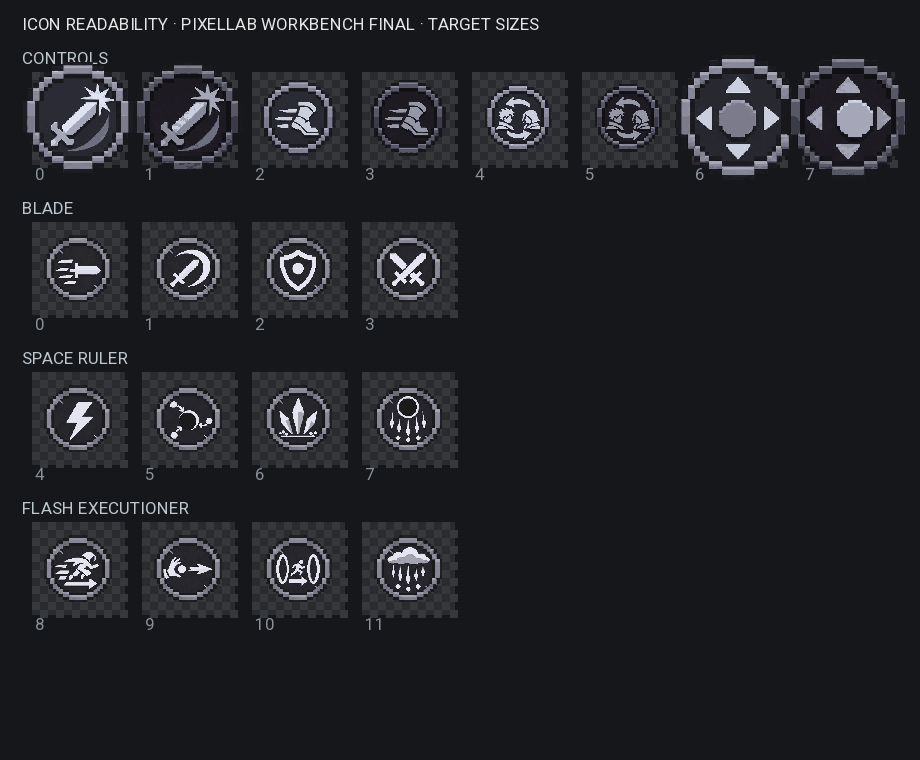 ICON READABILITY · PIXELLAB WORKBENCH FINAL · TARGET SIZES
CONTROLS
0 1 2 3 4 5 6 7
BLADE
0 1 2 3
SPACE RULER
4 5 6 7
FLASH EXECUTIONER
8 9 10 11